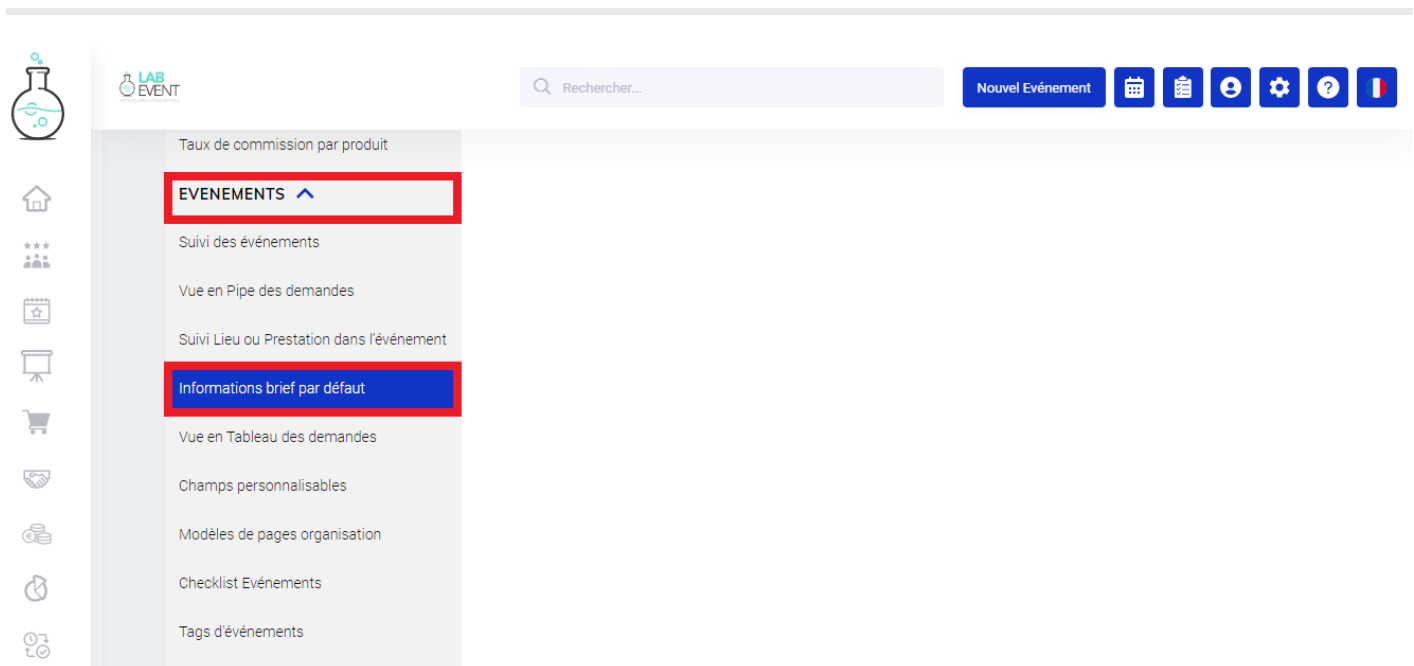 LAB
EVENT
Rechercher...
Nouvel Evénement
Taux de commission par produit
EVENEMENTS
Suivi des événements
Vue en Pipe des demandes
Suivi Lieu ou Prestation dans l'événement
Informations brief par défaut
Vue en Tableau des demandes
Champs personnalisables
Modèles de pages organisation
Checklist Evénements
Tags d'événements